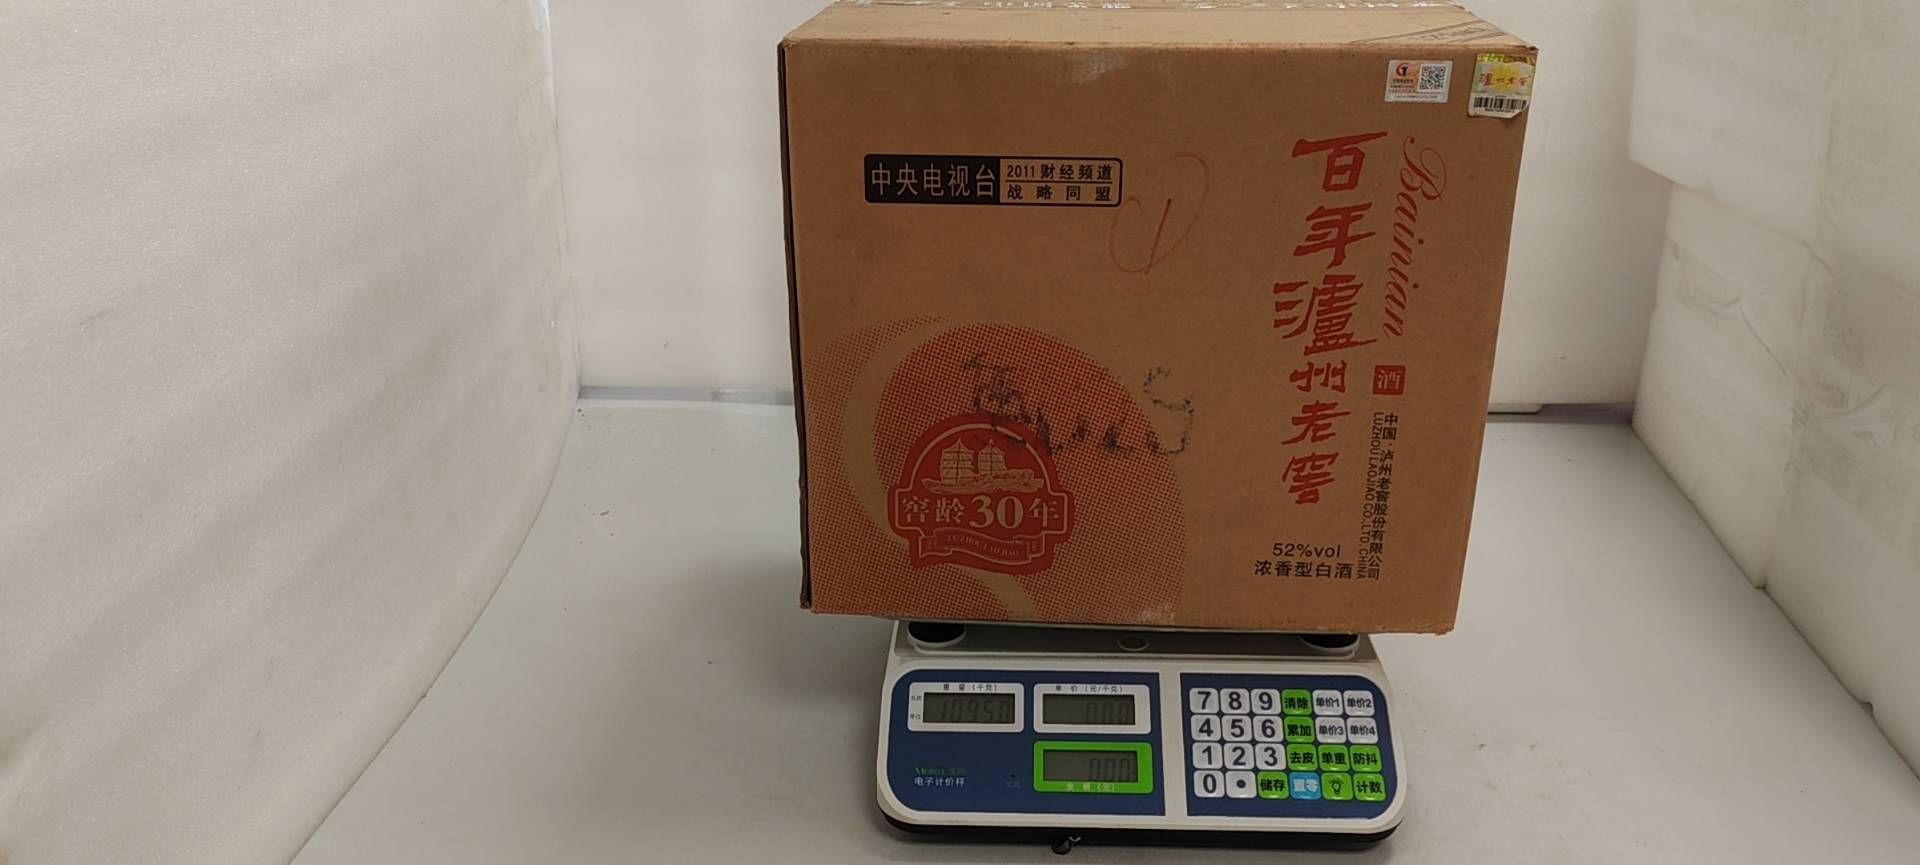 中央电视台
2011财经频道
战略同盟
百年泸州老窖
Bainian
酒
中国·泸州老窖股份有限公司
LUZHOU LAOJIAO CO.,LTD.CHINA
窖龄30年
LUZHOU LAOJIAO
52%vol
浓香型白酒
重量(千克)
单价(元/千克)
10.950
0.00
0.00
金额(元)
电子计价秤
7 8 9 清除 单价1 单价2
4 5 6 累加 单价3 单价4
1 2 3 去皮 单重 防抖
0 • 储存 置零 计数